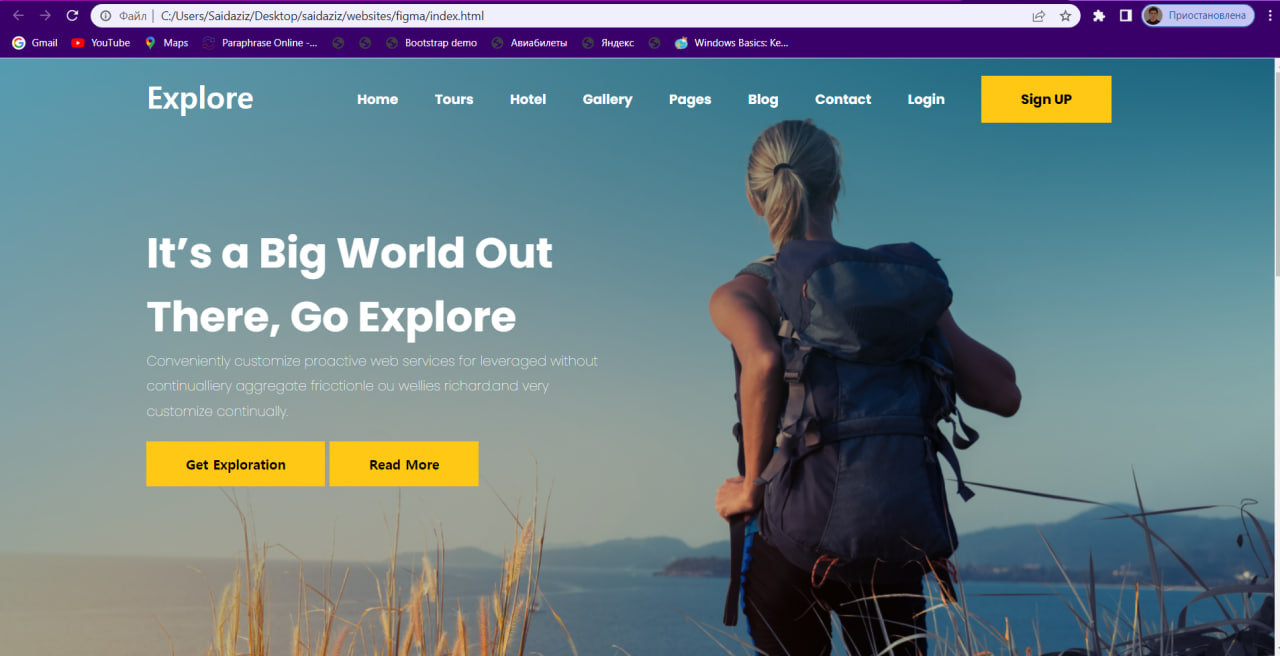 Файл
C:/Users/Saidaziz/Desktop/saidaziz/websites/figma/index.html
Приостановлена
Gmail
YouTube
Maps
Paraphrase Online -...
Bootstrap demo
Авиабилеты
Яндекс
Windows Basics: Ke...
Explore
Home
Tours
Hotel
Gallery
Pages
Blog
Contact
Login
Sign UP
It’s a Big World Out
There, Go Explore
Conveniently customize proactive web services for leveraged without
continualliery aggregate fricctionle ou wellies richard.and very
customize continually.
Get Exploration
Read More